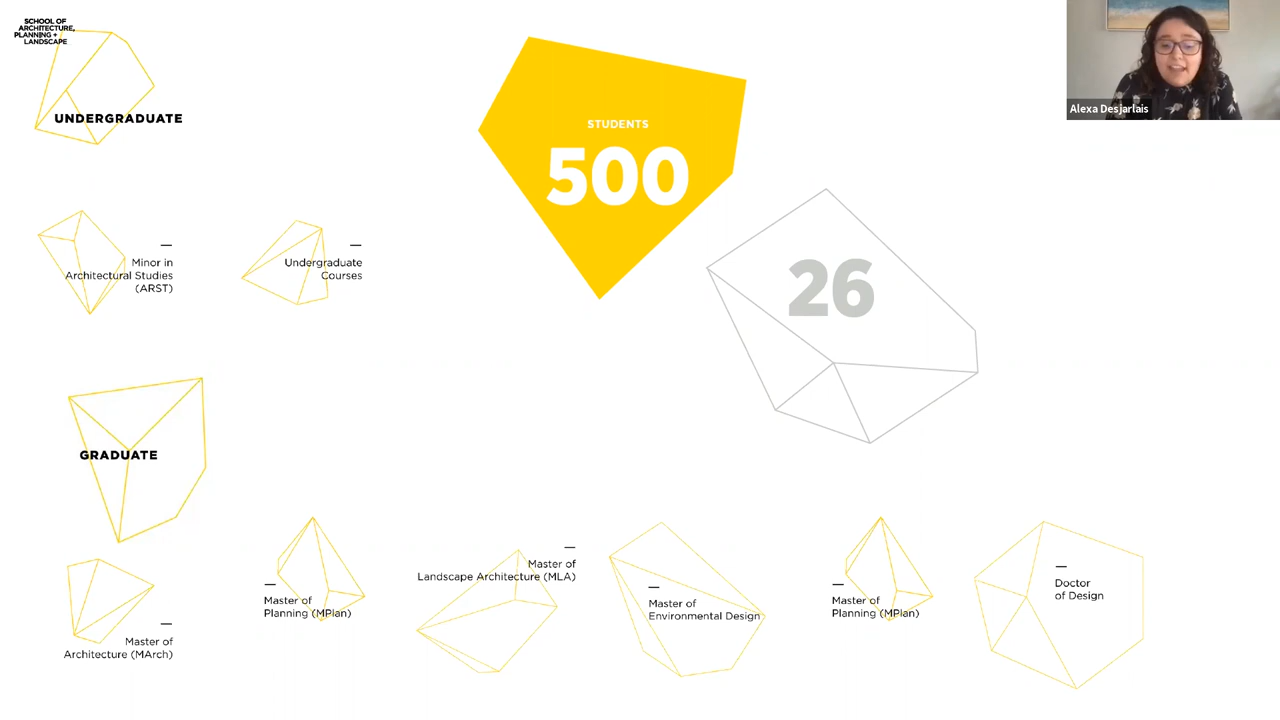 SCHOOL OF
ARCHITECTURE,
PLANNING +
LANDSCAPE
UNDERGRADUATE
STUDENTS
500
Alexa Desjarlais
Minor in
Architectural Studies
(ARST)
Undergraduate
Courses
26
GRADUATE
Master of
Architecture (MArch)
Master of
Planning (MPlan)
Master of
Landscape Architecture (MLA)
Master of
Environmental Design
Master of
Planning (MPlan)
Doctor
of Design